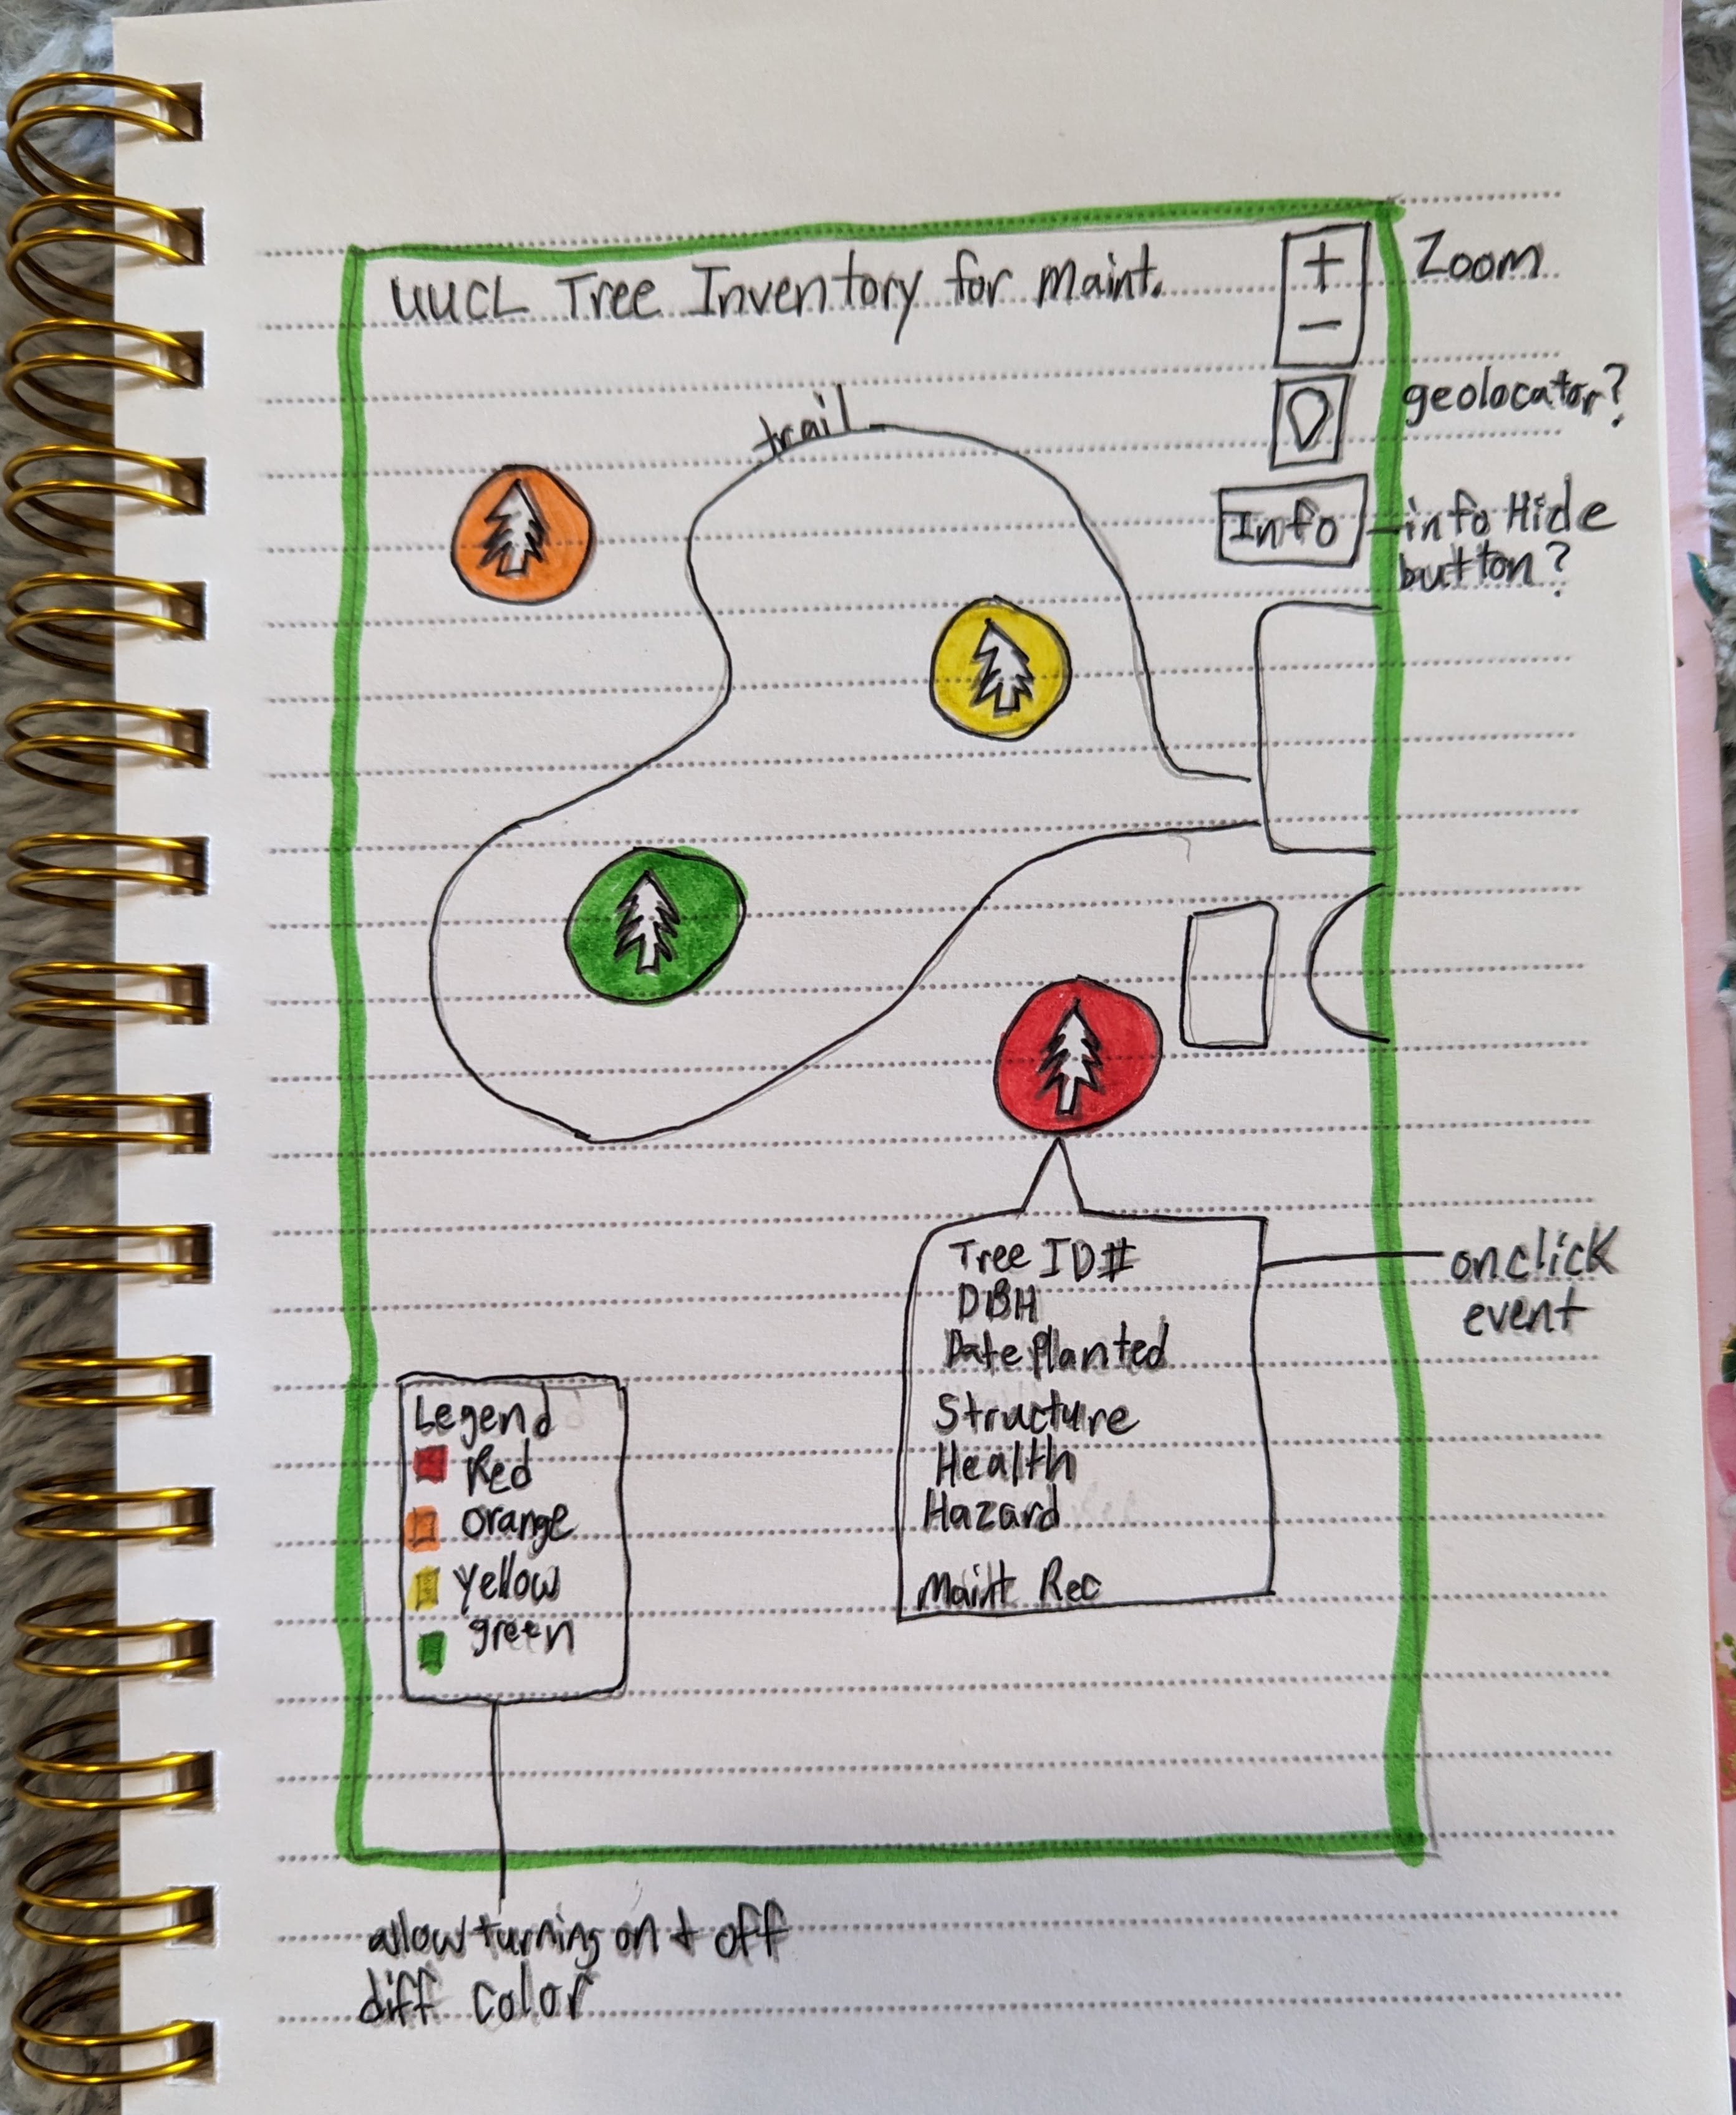 UUCL Tree Inventory for Maint.
+
-
Zoom
geolocator?
trail
Info
info Hide
button?
Tree ID#
DBH
Date Planted
Structure
Health
Hazard
Maint Rec
onclick
event
Legend
Red
orange
yellow
green
allow turning on & off
diff color